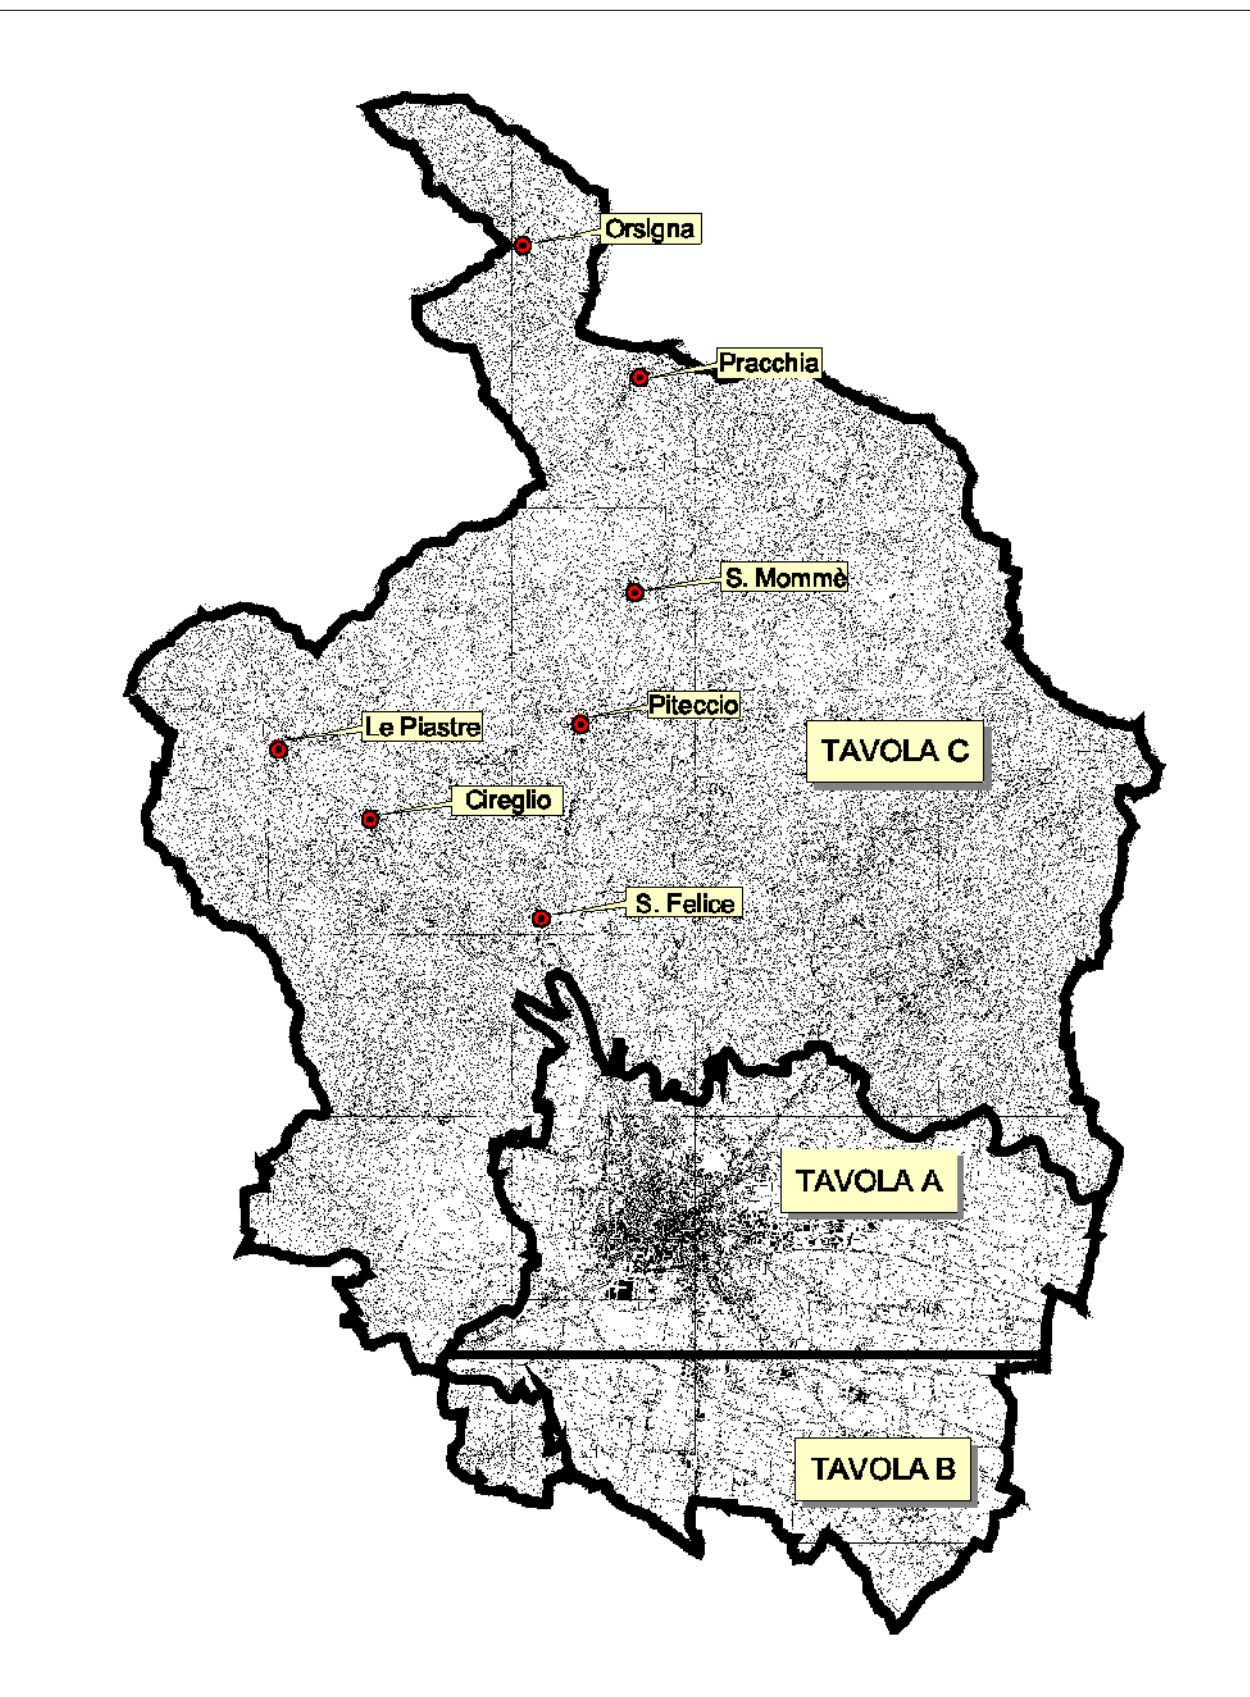 Orsigna
Pracchia
S. Mommè
Piteccio
Le Piastre
TAVOLA C
Cireglio
S. Felice
TAVOLA A
TAVOLA B